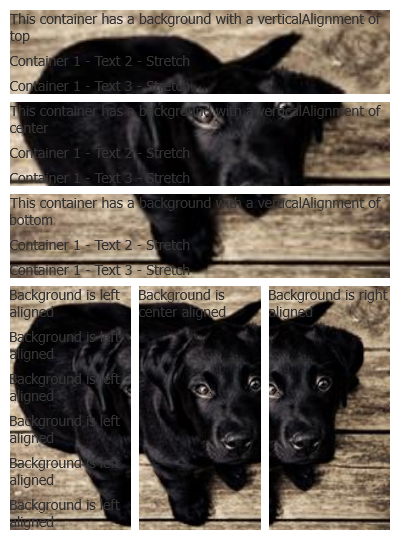 This container has a background with a verticalAlignment of
top
Container 1 - Text 2 - Stretch
Container 1 - Text 3 - Stretch
This container has a background with a verticalAlignment of
center
Container 1 - Text 2 - Stretch
Container 1 - Text 3 - Stretch
This container has a background with a verticalAlignment of
bottom
Container 1 - Text 2 - Stretch
Container 1 - Text 3 - Stretch
Background is left
aligned
Background is left
aligned
Background is left
aligned
Background is left
aligned
Background is left
aligned
Background is left
aligned
Background is
center aligned
Background is right
aligned